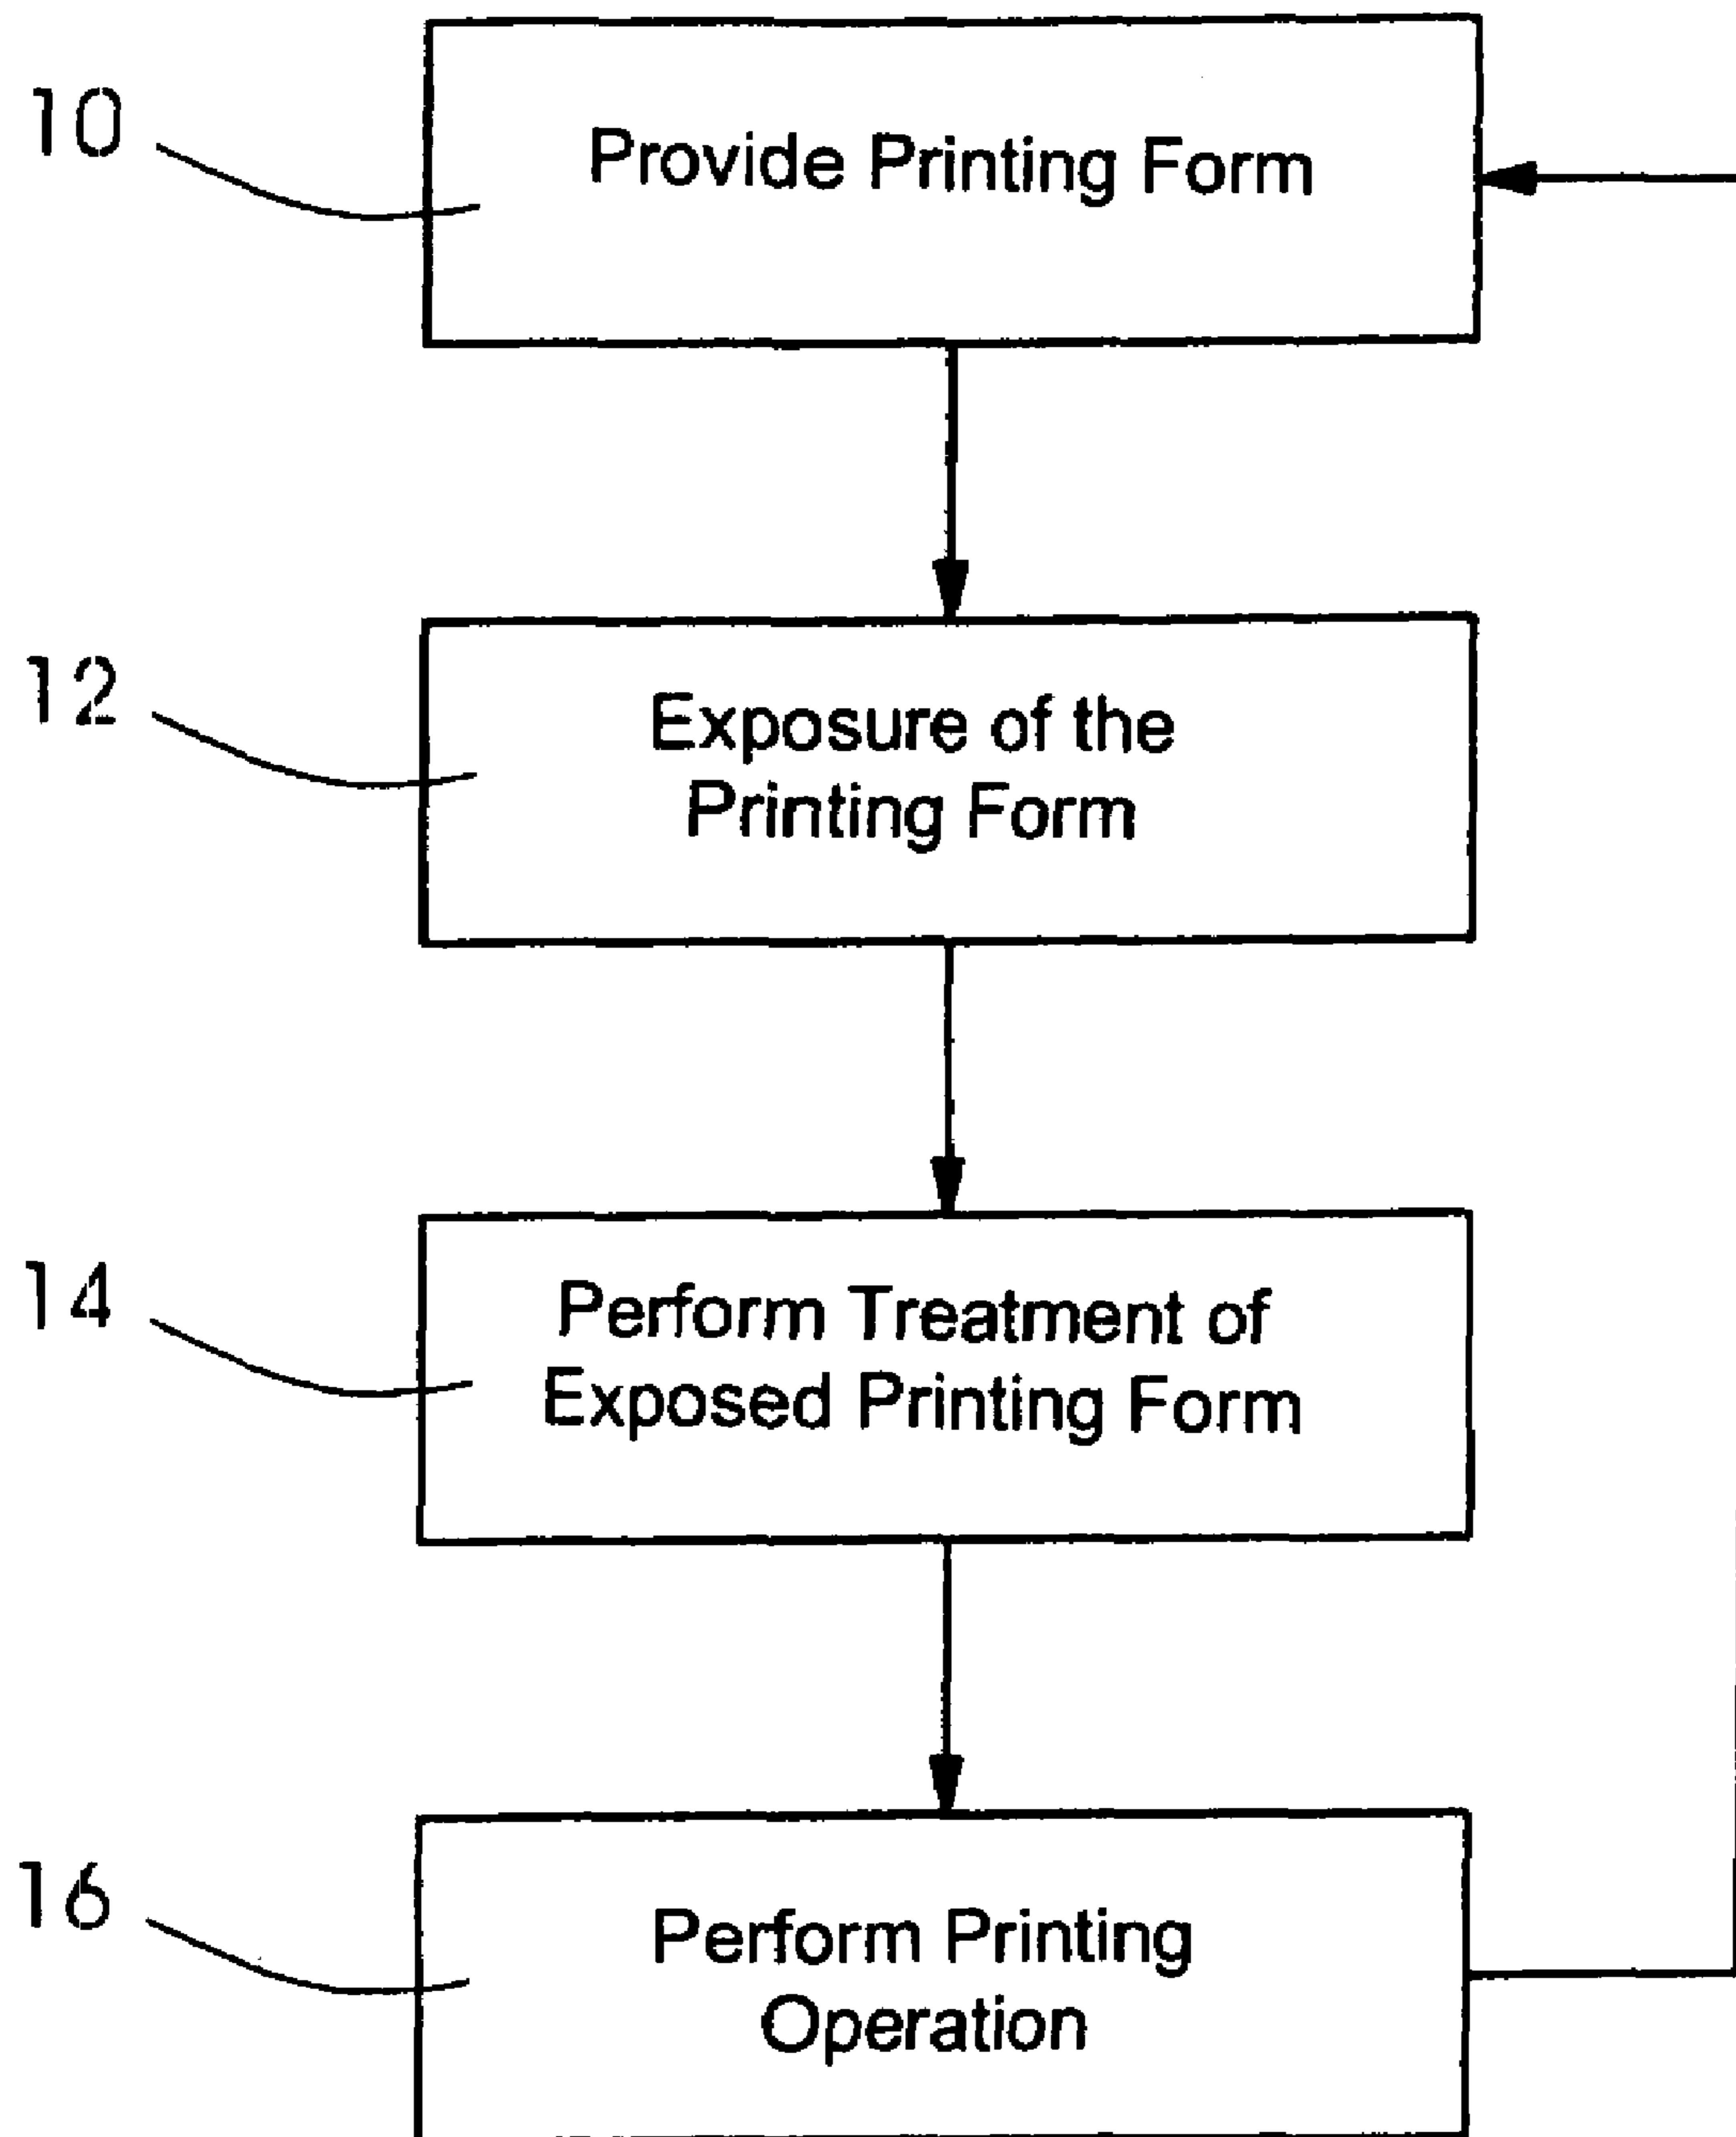 10
Provide Printing Form
12
Exposure of the
Printing Form
14
Perform Treatment of
Exposed Printing Form
16
Perform Printing
Operation